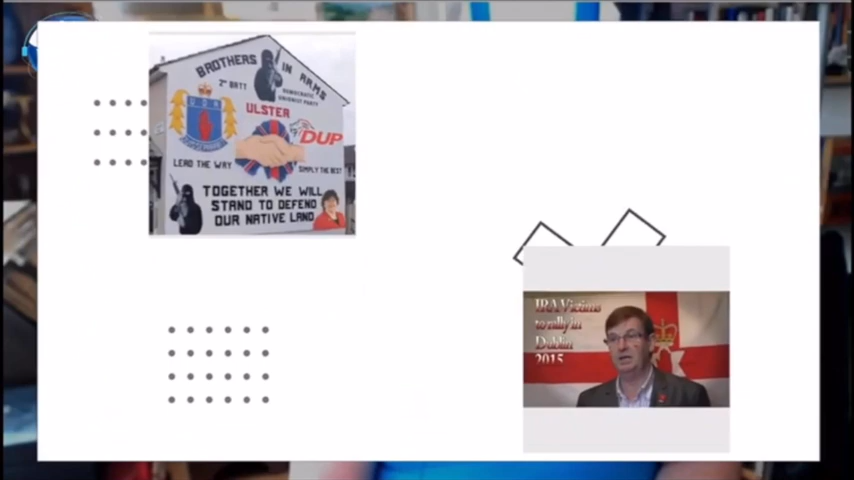 BROTHERS IN ARMS
2ND BATT
DEMOCRATIC
UNIONIST PARTY
ULSTER
UDA
DUP
LEAD THE WAY
SIMPLY THE BEST
TOGETHER WE WILL
STAND TO DEFEND
OUR NATIVE LAND
IRA Victims
to rally in
Dublin
2015